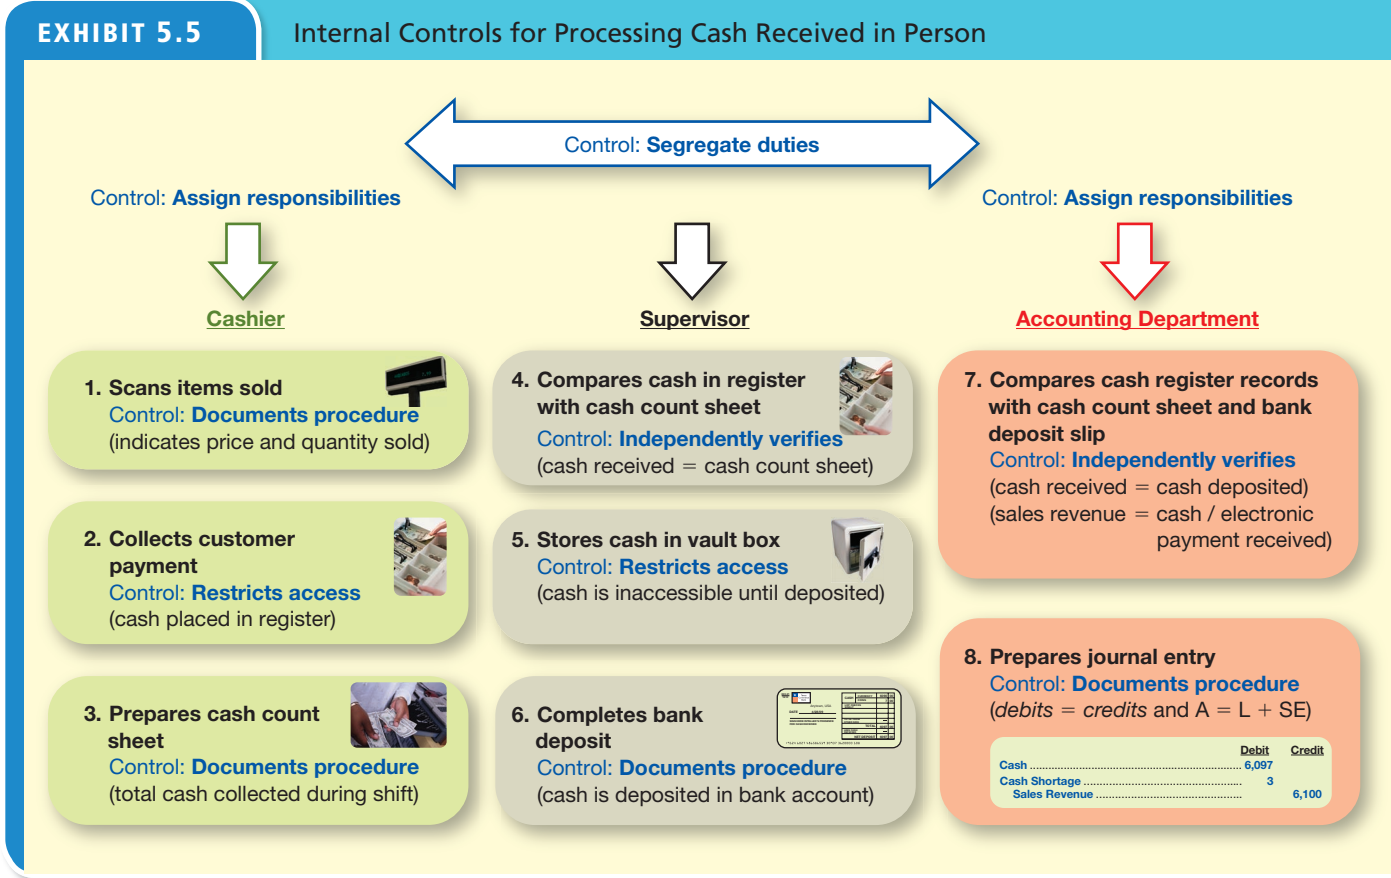 EXHIBIT 5.5
Internal Controls for Processing Cash Received in Person
Control: Segregate duties
Control: Assign responsibilities
Control: Assign responsibilities
Cashier
Supervisor
Accounting Department
1. Scans items sold
Control: Documents procedure
(indicates price and quantity sold)
2. Collects customer
payment
Control: Restricts access
(cash placed in register)
3. Prepares cash count
sheet
Control: Documents procedure
(total cash collected during shift)
4. Compares cash in register
with cash count sheet
Control: Independently verifies
(cash received = cash count sheet)
5. Stores cash in vault box
Control: Restricts access
(cash is inaccessible until deposited)
6. Completes bank
deposit
Control: Documents procedure
(cash is deposited in bank account)
7. Compares cash register records
with cash count sheet and bank
deposit slip
Control: Independently verifies
(cash received = cash deposited)
(sales revenue = cash / electronic
payment received)
8. Prepares journal entry
Control: Documents procedure
(debits = credits and A = L + SE)
Debit Credit
Cash ........ 6,097
Cash Shortage ........ 3
Sales Revenue ........ 6,100